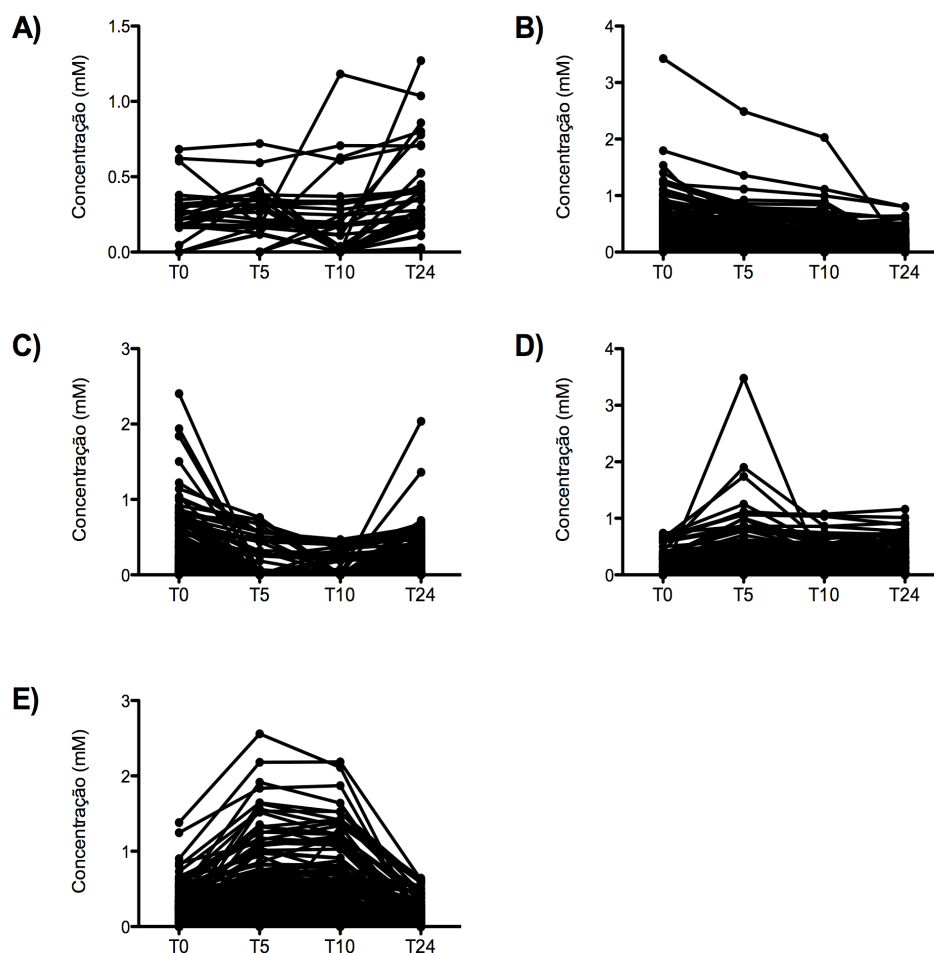 A)
Concentração (mM)
1.5
1.0
0.5
0.0
T0 T5 T10 T24
B)
Concentração (mM)
4
3
2
1
0
T0 T5 T10 T24
C)
Concentração (mM)
3
2
1
0
T0 T5 T10 T24
D)
Concentração (mM)
4
3
2
1
0
T0 T5 T10 T24
E)
Concentração (mM)
3
2
1
0
T0 T5 T10 T24